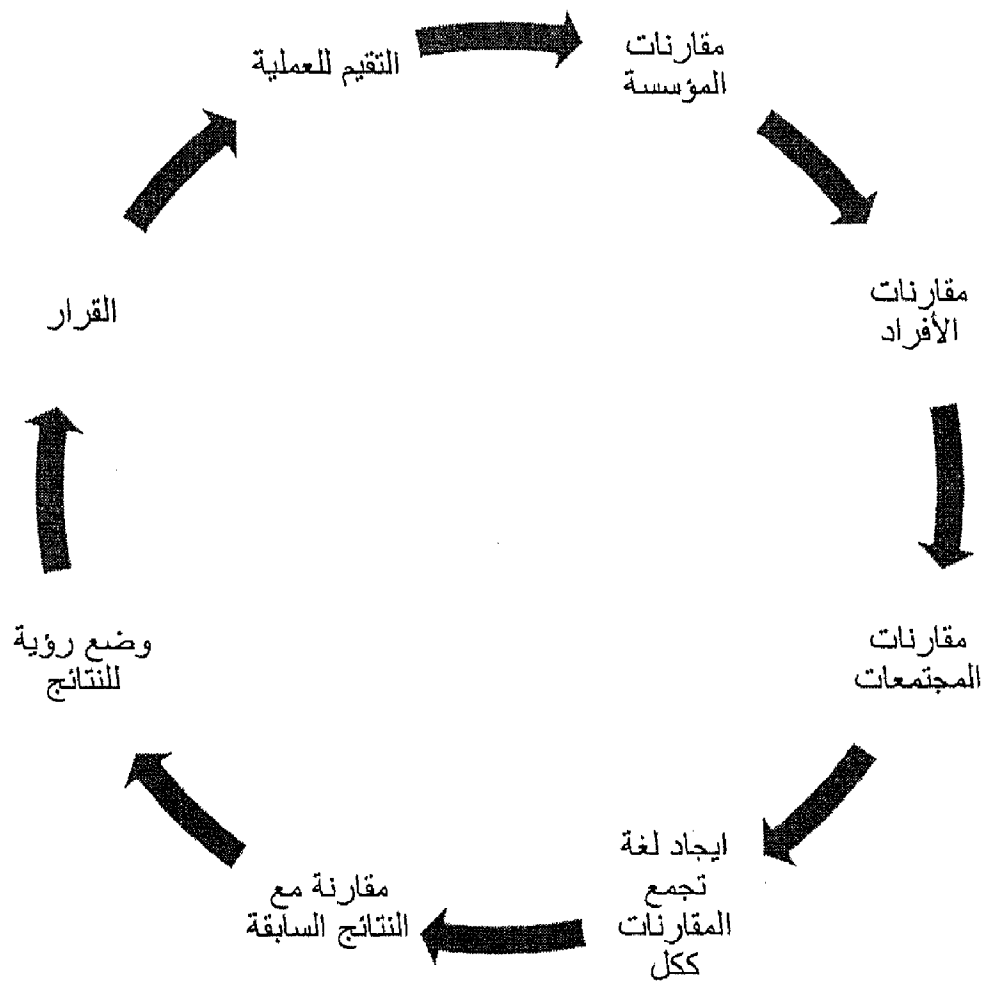 مقارنات
المؤسسة
مقارنات
الأفراد
مقارنات
المجتمعات
ايجاد لغة
تجمع
المقارنات
ككل
مقارنة مع
النتائج السابقة
وضع رؤية
للنتائج
القرار
التقيم للعملية